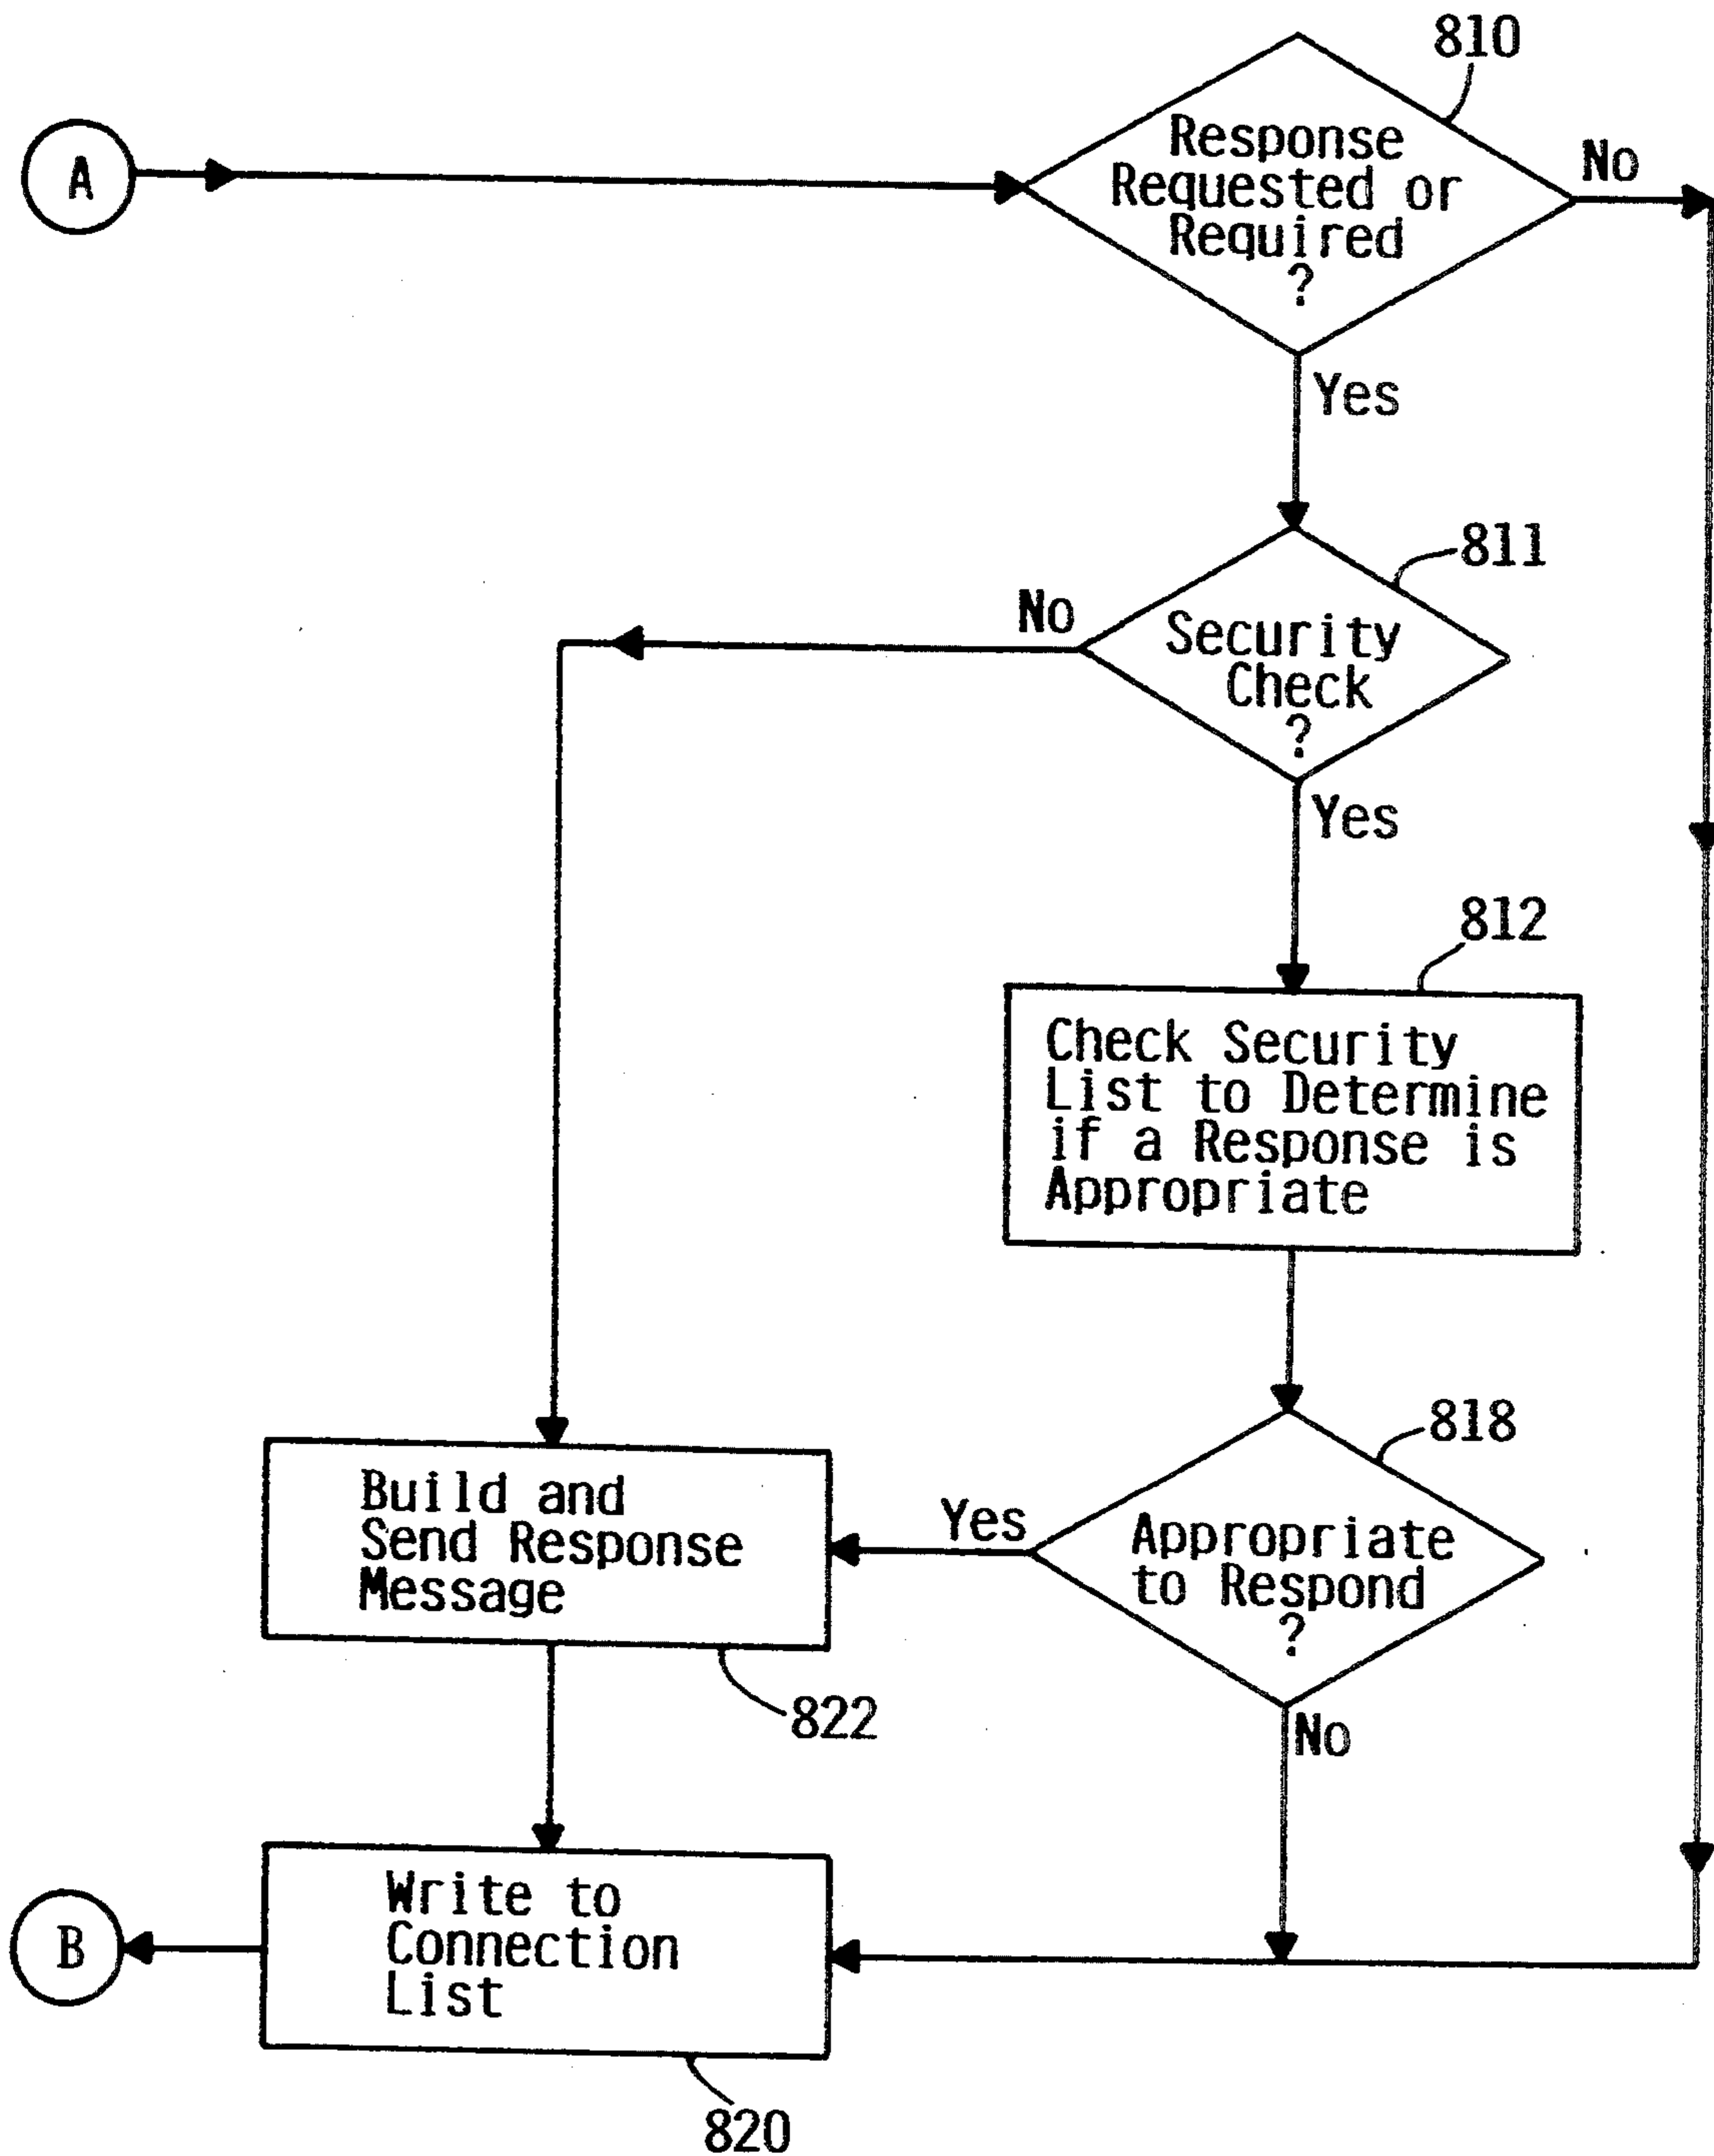 810
A
Response
Requested or
Required
?
No
Yes
811
No
Security
Check
?
Yes
812
Check Security
List to Determine
if a Response is
Appropriate
818
Build and
Send Response
Message
Yes
Appropriate
to Respond
?
822
No
Write to
Connection
List
B
820